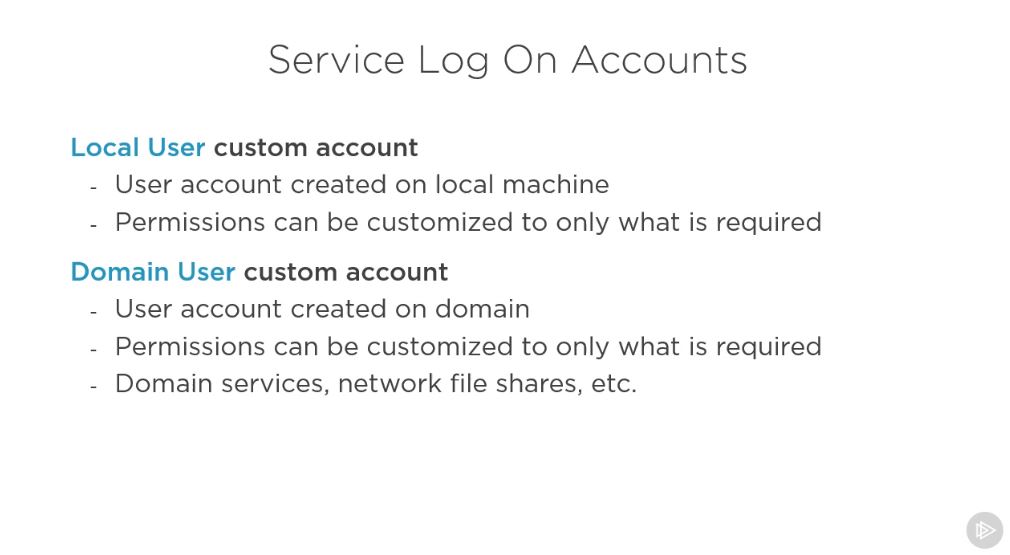 Service Log On Accounts
Local User custom account
- User account created on local machine
- Permissions can be customized to only what is required
Domain User custom account
- User account created on domain
- Permissions can be customized to only what is required
- Domain services, network file shares, etc.